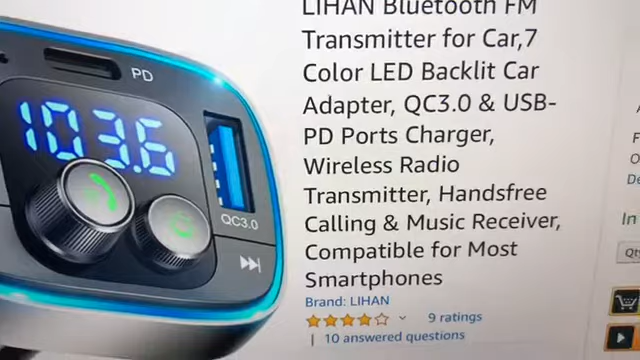 LIHAN Bluetooth FM
Transmitter for Car,7
Color LED Backlit Car
Adapter, QC3.0 & USB-
PD Ports Charger,
Wireless Radio
Transmitter, Handsfree
Calling & Music Receiver,
Compatible for Most
Smartphones
Brand: LIHAN
9 ratings
| 10 answered questions
PD
103.6
QC3.0
In